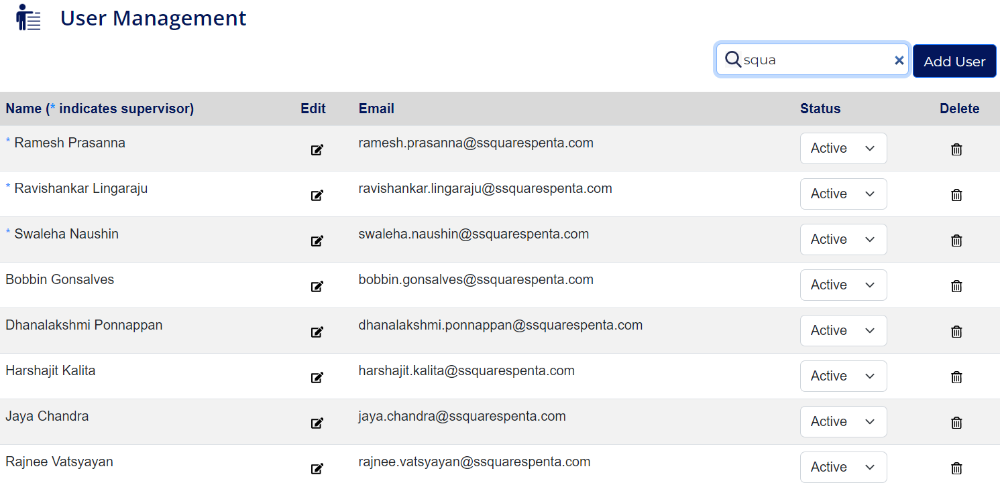 User Management
squa
Add User
Name (* indicates supervisor) Edit Email Status Delete
* Ramesh Prasanna ramesh.prasanna@ssquarespenta.com Active
* Ravishankar Lingaraju ravishankar.lingaraju@ssquarespenta.com Active
* Swaleha Naushin swaleha.naushin@ssquarespenta.com Active
Bobbin Gonsalves bobbin.gonsalves@ssquarespenta.com Active
Dhanalakshmi Ponnappan dhanalakshmi.ponnappan@ssquarespenta.com Active
Harshajit Kalita harshajit.kalita@ssquarespenta.com Active
Jaya Chandra jaya.chandra@ssquarespenta.com Active
Rajnee Vatsyayan rajnee.vatsyayan@ssquarespenta.com Active